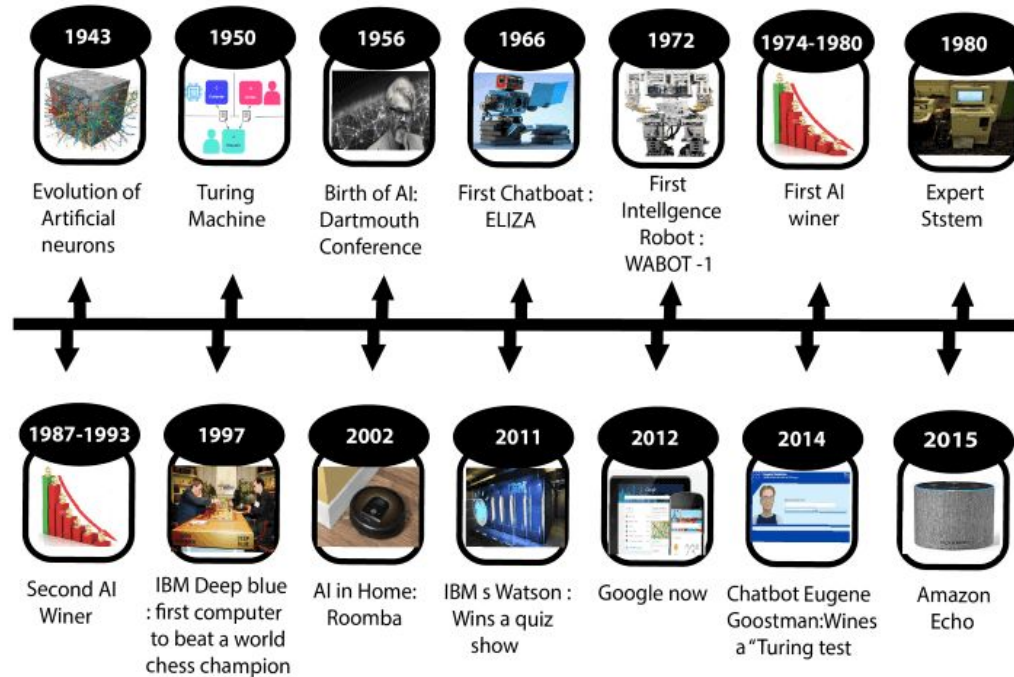 1943
1950
1956
1966
1972
1974-1980
1980
Evolution of
Artificial
neurons
Turing
Machine
Birth of AI:
Dartmouth
Conference
First Chatboat :
ELIZA
First
Intellgence
Robot :
WABOT -1
First AI
winer
Expert
Ststem
1987-1993
1997
2002
2011
2012
2014
2015
Second AI
Winer
IBM Deep blue
: first computer
to beat a world
chess champion
AI in Home:
Roomba
IBM s Watson :
Wins a quiz
show
Google now
Chatbot Eugene
Goostman:Wines
a “Turing test
Amazon
Echo